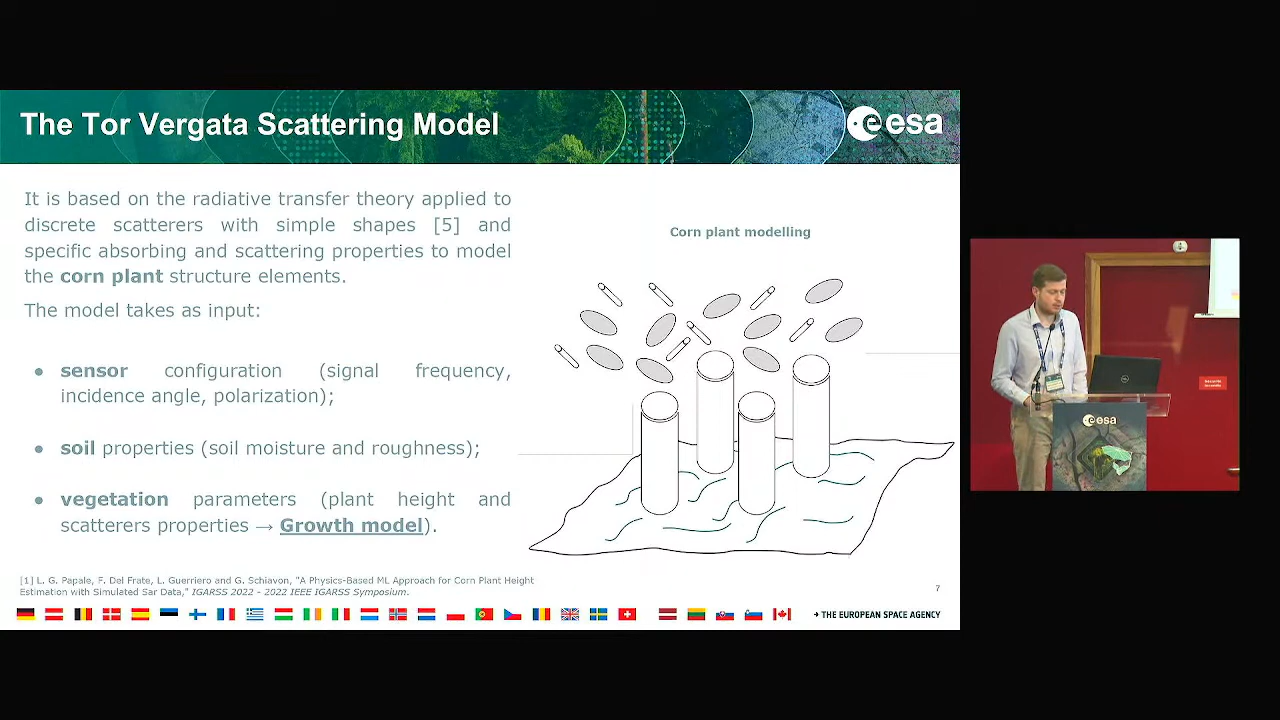 The Tor Vergata Scattering Model
esa
It is based on the radiative transfer theory applied to
discrete scatterers with simple shapes [5] and
specific absorbing and scattering properties to model
the corn plant structure elements.
The model takes as input:
• sensor configuration (signal frequency,
incidence angle, polarization);
• soil properties (soil moisture and roughness);
• vegetation parameters (plant height and
scatterers properties → Growth model).
Corn plant modelling
[1] L. G. Papale, F. Del Frate, L. Guerriero and G. Schiavon, "A Physics-Based ML Approach for Corn Plant Height
Estimation with Simulated Sar Data," IGARSS 2022 - 2022 IEEE IGARSS Symposium.
7
→ THE EUROPEAN SPACE AGENCY
esa